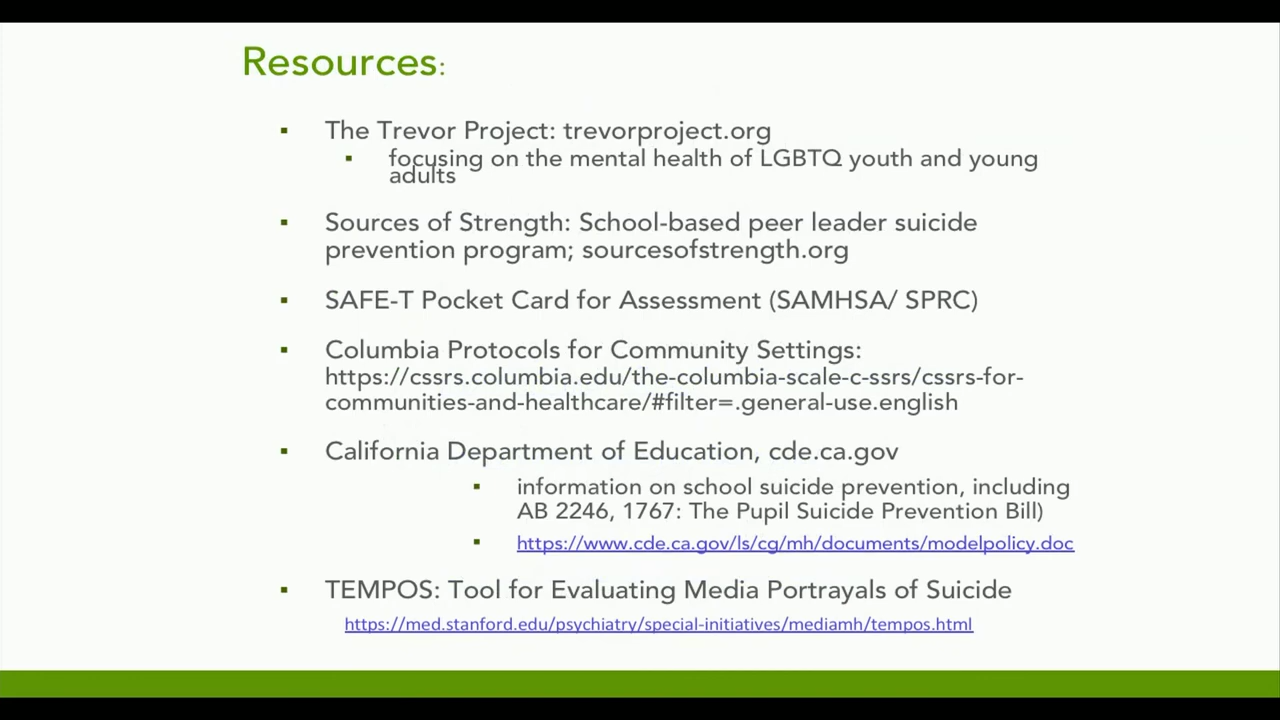 Resources:
▪ The Trevor Project: trevorproject.org
▪ focusing on the mental health of LGBTQ youth and young
adults
▪ Sources of Strength: School-based peer leader suicide
prevention program; sourcesofstrength.org
▪ SAFE-T Pocket Card for Assessment (SAMHSA/ SPRC)
▪ Columbia Protocols for Community Settings:
https://cssrs.columbia.edu/the-columbia-scale-c-ssrs/cssrs-for-
communities-and-healthcare/#filter=.general-use.english
▪ California Department of Education, cde.ca.gov
▪ information on school suicide prevention, including
AB 2246, 1767: The Pupil Suicide Prevention Bill)
▪ https://www.cde.ca.gov/ls/cg/mh/documents/modelpolicy.doc
▪ TEMPOS: Tool for Evaluating Media Portrayals of Suicide
https://med.stanford.edu/psychiatry/special-initiatives/mediamh/tempos.html